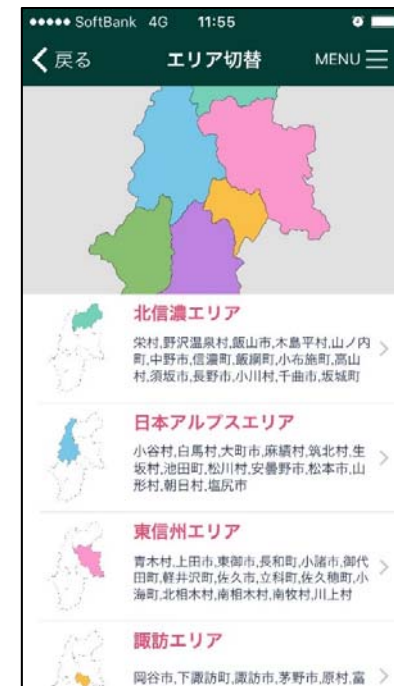 ●●●●● SoftBank 4G 11:55
戻る エリア切替 MENU
北信濃エリア
栄村,野沢温泉村,飯山市,木島平村,山ノ内
町,中野市,信濃町,飯綱町,小布施町,高山
村,須坂市,長野市,小川村,千曲市,坂城町
日本アルプスエリア
小谷村,白馬村,大町市,麻績村,筑北村,生
坂村,池田町,松川村,安曇野市,松本市,山
形村,朝日村,塩尻市
東信州エリア
青木村,上田市,東御市,長和町,小諸市,御代
田町,軽井沢町,佐久市,立科町,佐久穂町,小
海町,北相木村,南相木村,南牧村,川上村
諏訪エリア
岡谷市,下諏訪町,諏訪市,茅野市,原村,富